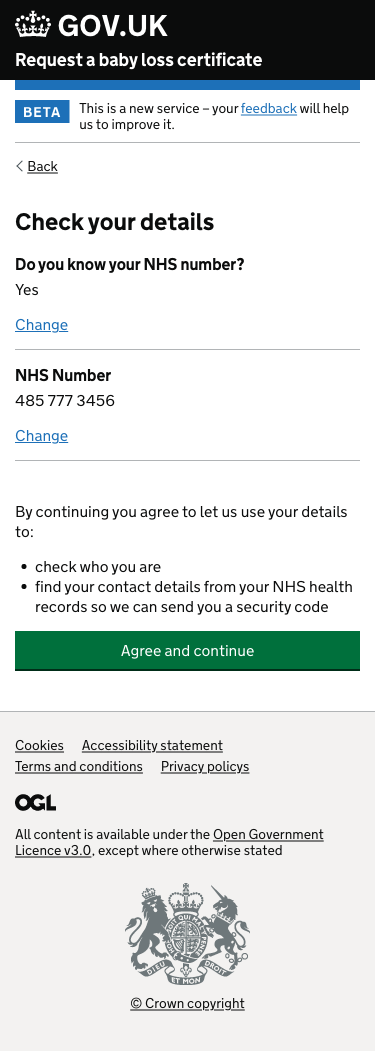 GOV.UK
Request a baby loss certificate
BETA
This is a new service – your feedback will help
us to improve it.
Back
Check your details
Do you know your NHS number?
Yes
Change
NHS Number
485 777 3456
Change
By continuing you agree to let us use your details
to:
• check who you are
• find your contact details from your NHS health
records so we can send you a security code
Agree and continue
Cookies Accessibility statement
Terms and conditions Privacy policys
OGL
All content is available under the Open Government
Licence v3.0, except where otherwise stated
DIEU ET MON DROIT
© Crown copyright